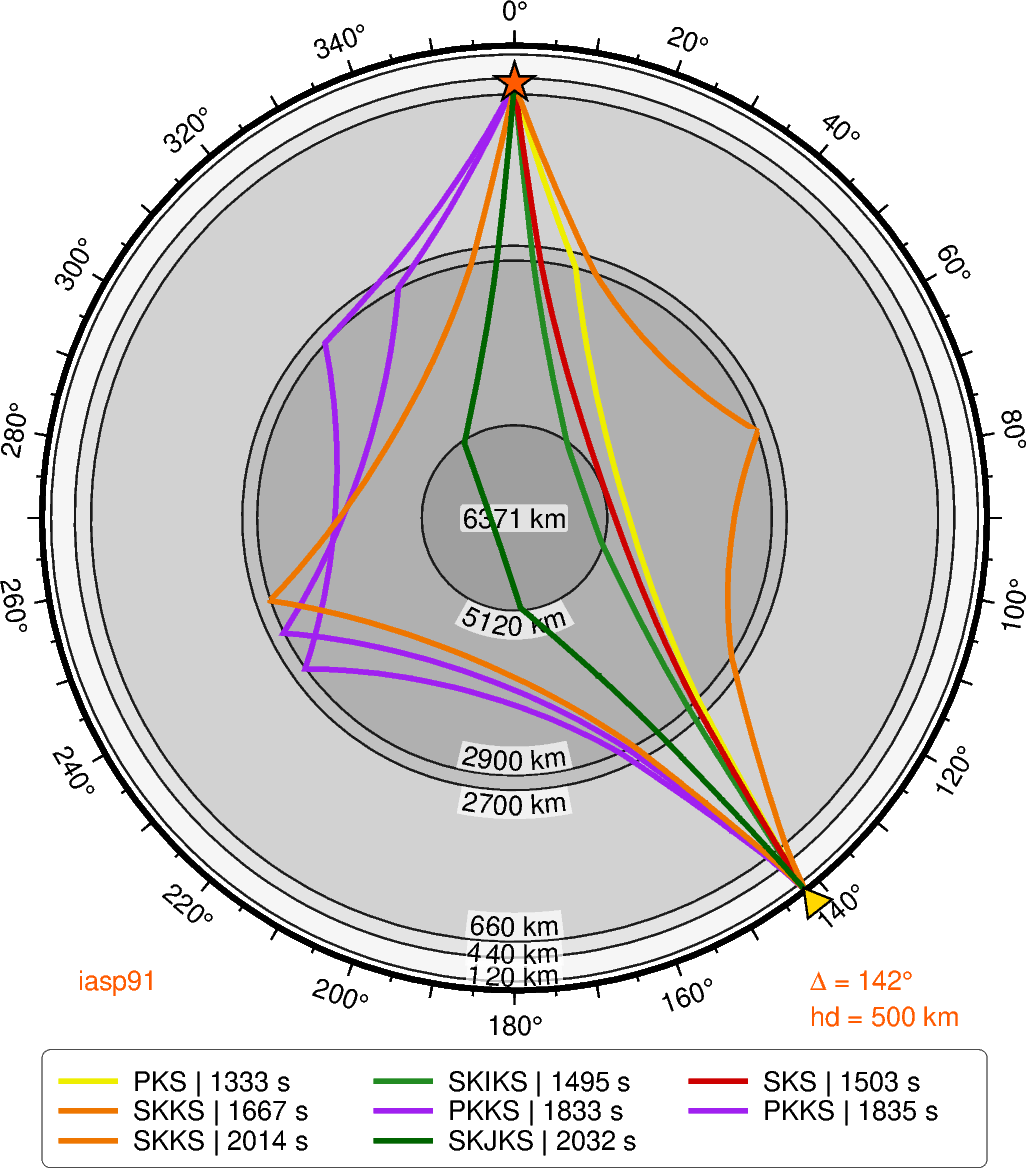 0°
20°
40°
60°
80°
100°
120°
140°
160°
180°
200°
220°
240°
260°
280°
300°
320°
340°
6371 km
5120 km
2900 km
2700 km
660 km
440 km
120 km
iasp91
Δ = 142°
hd = 500 km
PKS | 1333 s SKIKS | 1495 s SKS | 1503 s
SKKS | 1667 s PKKS | 1833 s PKKS | 1835 s
SKKS | 2014 s SKJKS | 2032 s